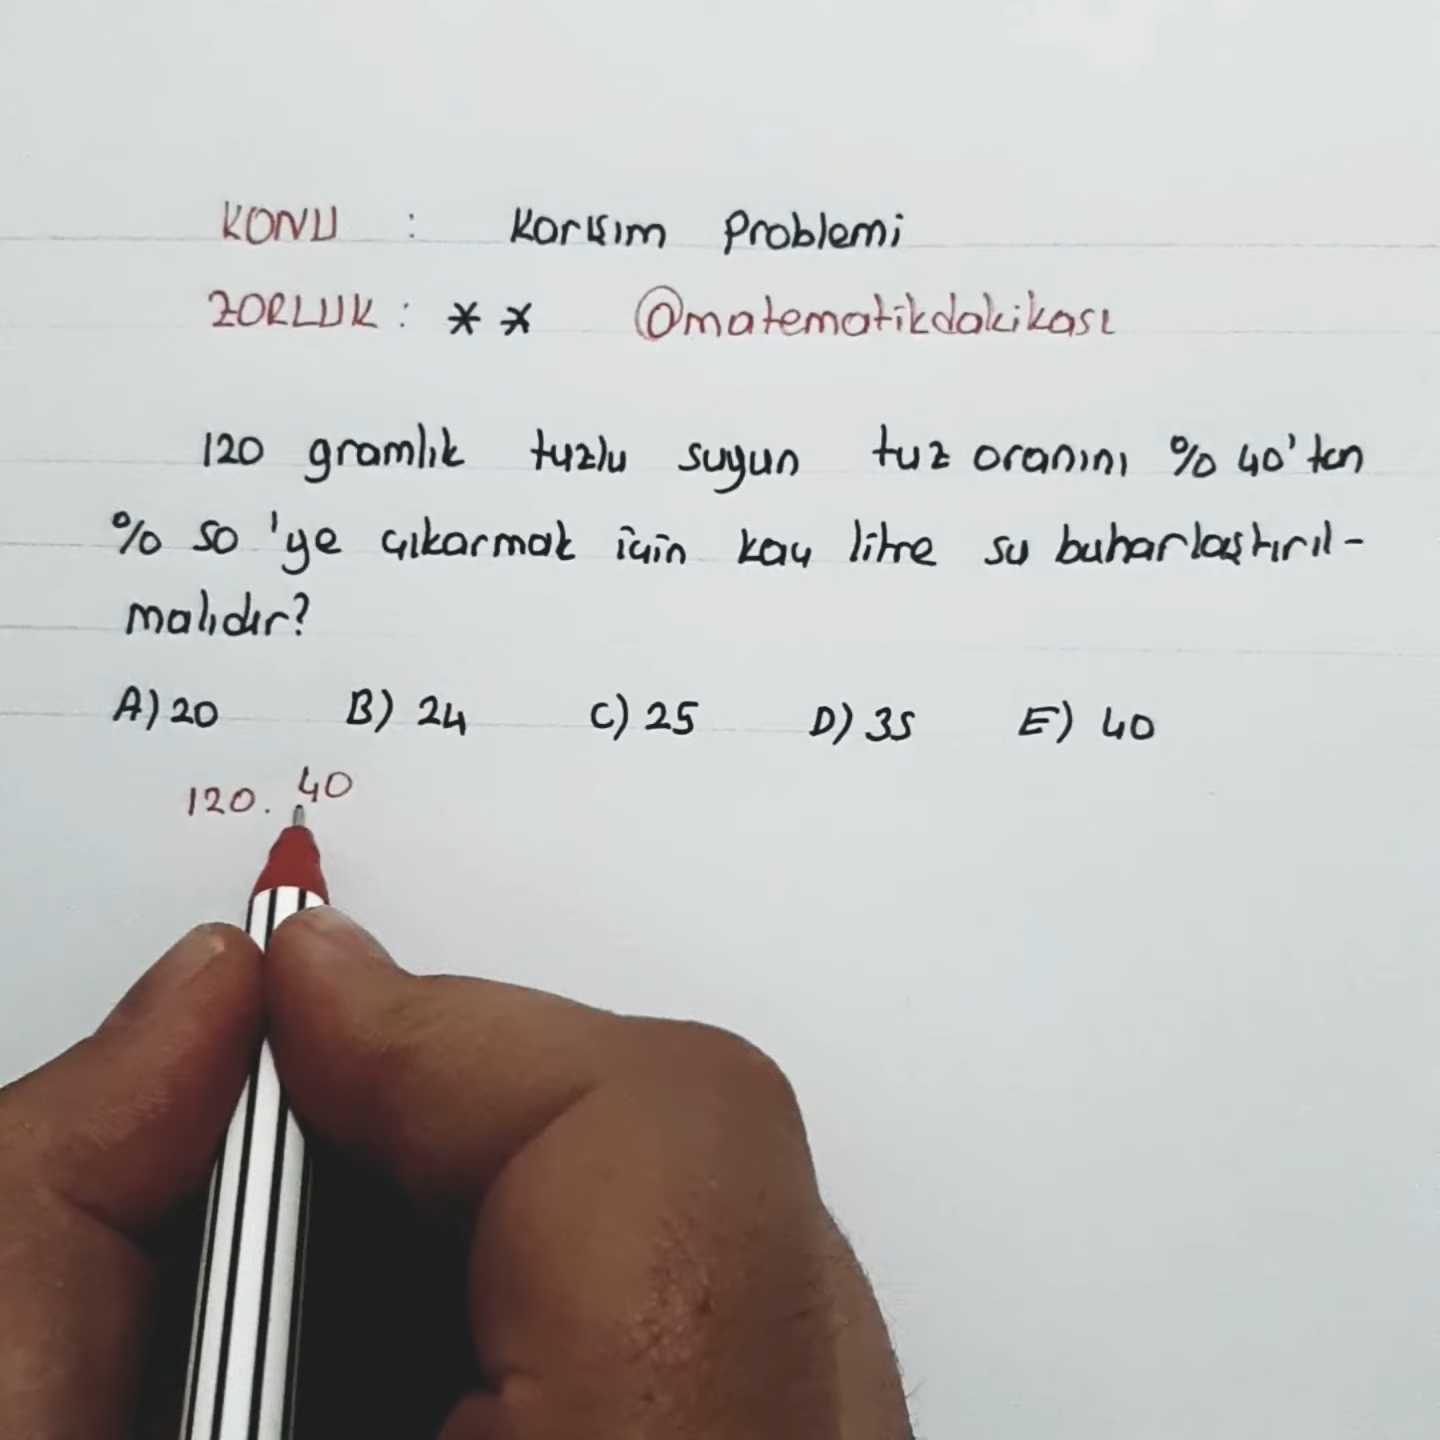 KONU : Karışım Problemi
ZORLUK : * * @matematikdakikası
120 gramlık tuzlu suyun tuz oranını % 40'tan
% 50'ye çıkarmak için kaç litre su buharlaştırıl-
malıdır?
A) 20 B) 24 C) 25 D) 35 E) 40
120. 40